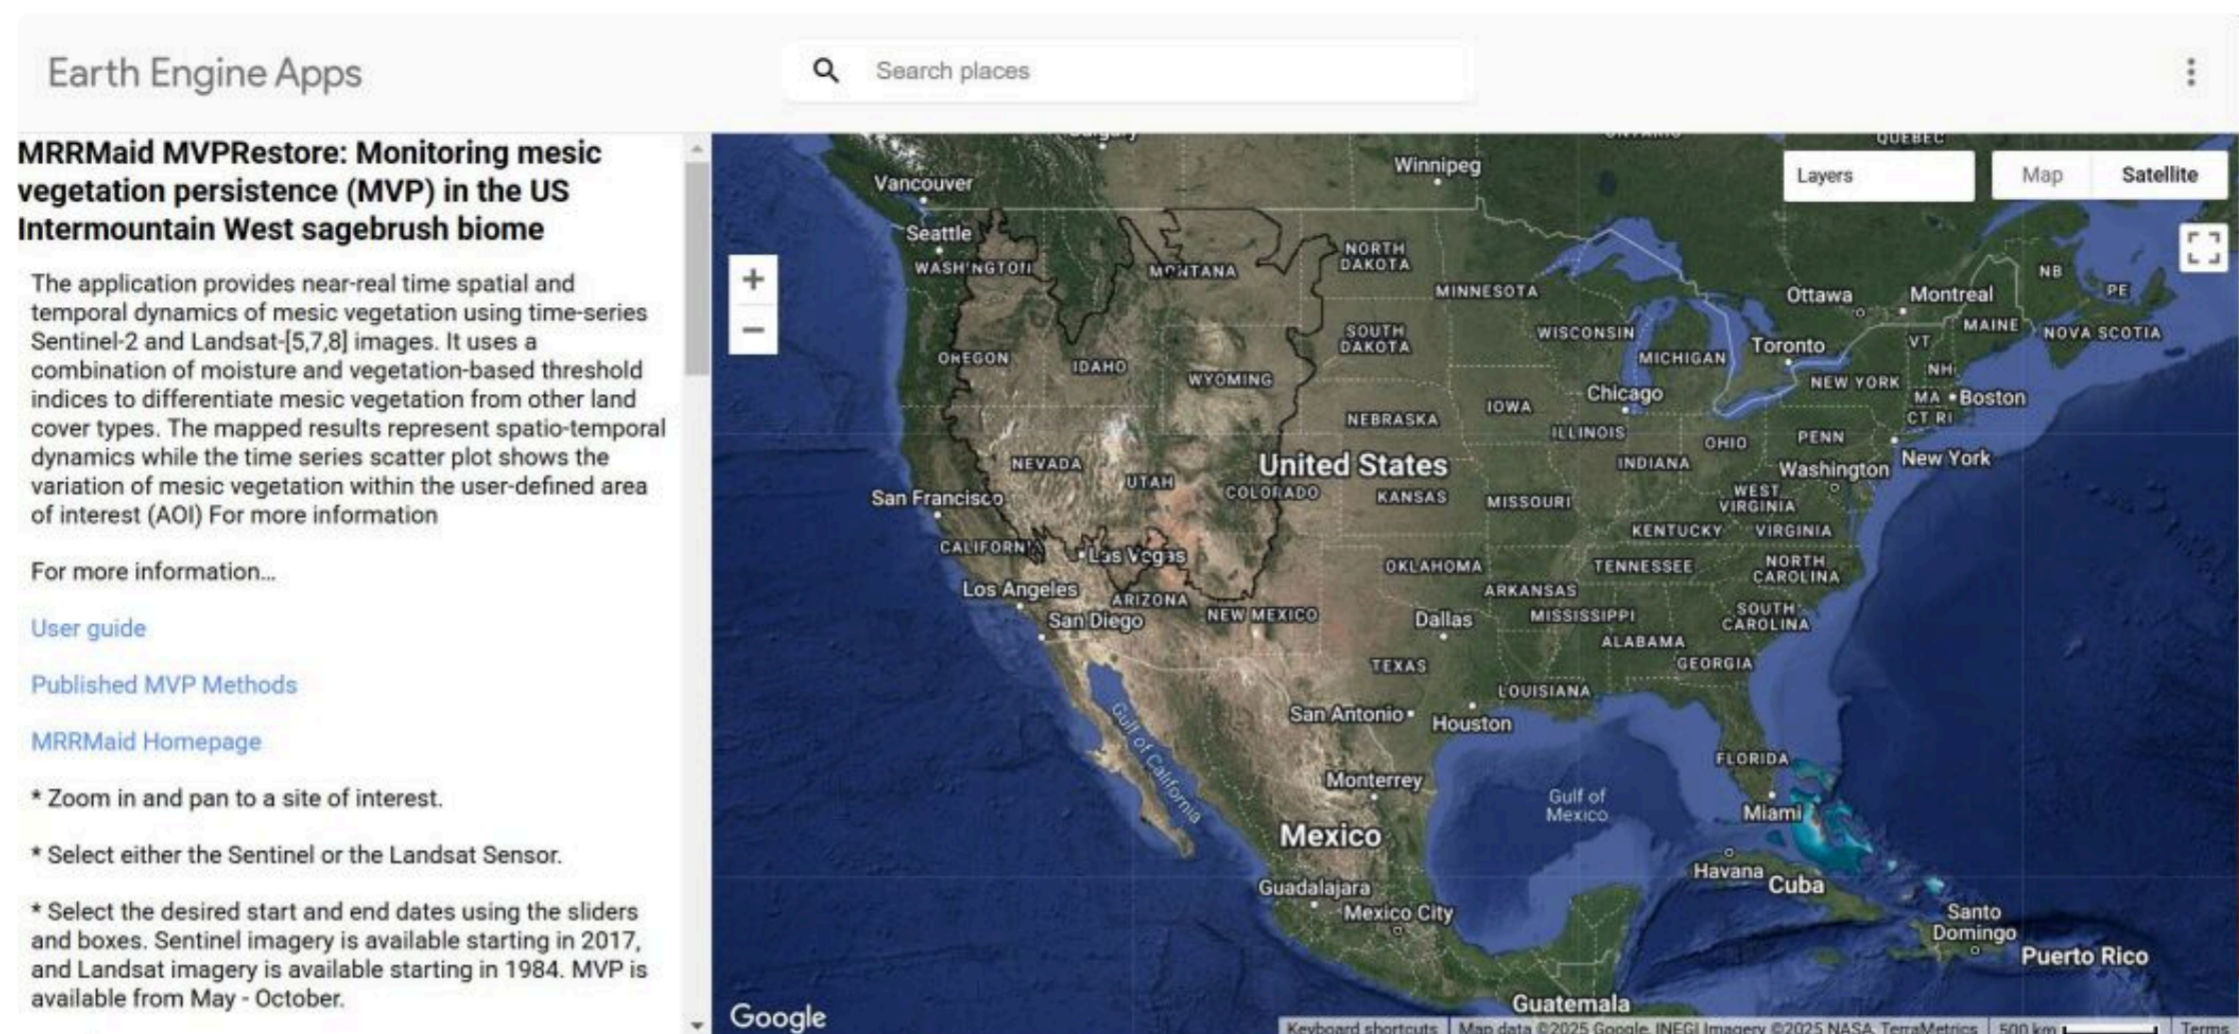 Earth Engine Apps
Search places
MRRMaid MVPRestore: Monitoring mesic
vegetation persistence (MVP) in the US
Intermountain West sagebrush biome
The application provides near-real time spatial and
temporal dynamics of mesic vegetation using time-series
Sentinel-2 and Landsat-[5,7,8] images. It uses a
combination of moisture and vegetation-based threshold
indices to differentiate mesic vegetation from other land
cover types. The mapped results represent spatio-temporal
dynamics while the time series scatter plot shows the
variation of mesic vegetation within the user-defined area
of interest (AOI) For more information
For more information...
User guide
Published MVP Methods
MRRMaid Homepage
* Zoom in and pan to a site of interest.
* Select either the Sentinel or the Landsat Sensor.
* Select the desired start and end dates using the sliders
and boxes. Sentinel imagery is available starting in 2017,
and Landsat imagery is available starting in 1984. MVP is
available from May - October.
Layers
Map
Satellite
+
−
Calgary
ONTARIO
QUEBEC
Winnipeg
Vancouver
Seattle
WASHINGTON
MONTANA
NORTH
DAKOTA
MINNESOTA
Ottawa
Montreal
NB
PE
MAINE
NOVA SCOTIA
SOUTH
DAKOTA
WISCONSIN
MICHIGAN
Toronto
VT
NH
OREGON
IDAHO
WYOMING
Chicago
NEW YORK
MA
Boston
CT RI
IOWA
NEBRASKA
ILLINOIS
OHIO
PENN
INDIANA
Washington
New York
NEVADA
UTAH
United States
COLORADO
KANSAS
MISSOURI
WEST
VIRGINIA
San Francisco
KENTUCKY
VIRGINIA
CALIFORNIA
Las Vegas
OKLAHOMA
TENNESSEE
NORTH
CAROLINA
Los Angeles
ARIZONA
NEW MEXICO
ARKANSAS
MISSISSIPPI
SOUTH
CAROLINA
San Diego
Dallas
ALABAMA
TEXAS
GEORGIA
LOUISIANA
San Antonio
Houston
Gulf of California
FLORIDA
Monterrey
Gulf of
Mexico
Miami
Mexico
Havana
Cuba
Guadalajara
Mexico City
Santo
Domingo
Puerto Rico
Guatemala
Google
Keyboard shortcuts
Map data ©2025 Google, INEGI Imagery ©2025 NASA, TerraMetrics
500 km
Terms